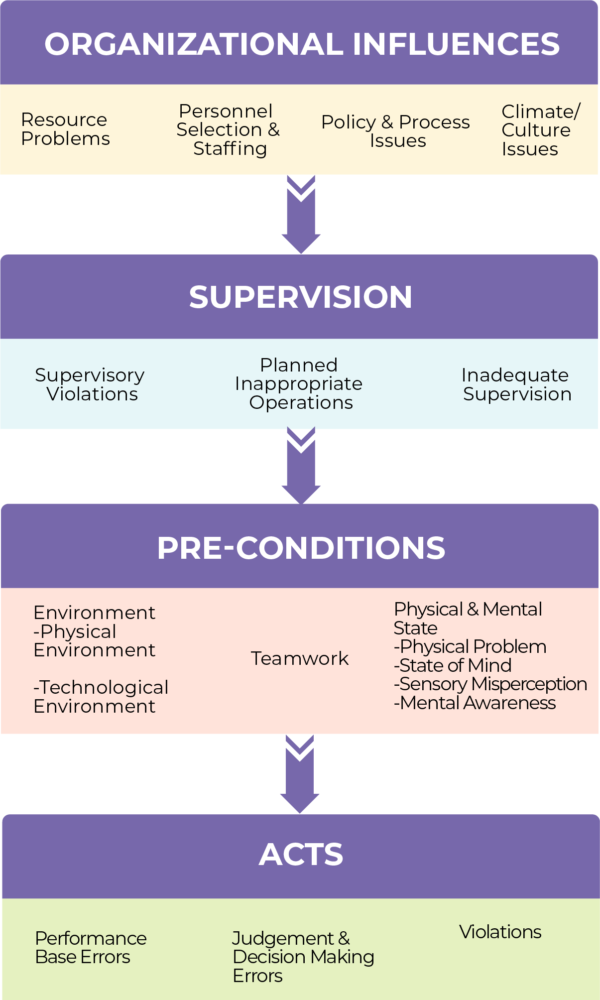 ORGANIZATIONAL INFLUENCES
Resource
Problems
Personnel
Selection &
Staffing
Policy & Process
Issues
Climate/
Culture
Issues
SUPERVISION
Supervisory
Violations
Planned
Inappropriate
Operations
Inadequate
Supervision
PRE-CONDITIONS
Environment
-Physical
Environment
-Technological
Environment
Teamwork
Physical & Mental
State
-Physical Problem
-State of Mind
-Sensory Misperception
-Mental Awareness
ACTS
Performance
Base Errors
Judgement &
Decision Making
Errors
Violations